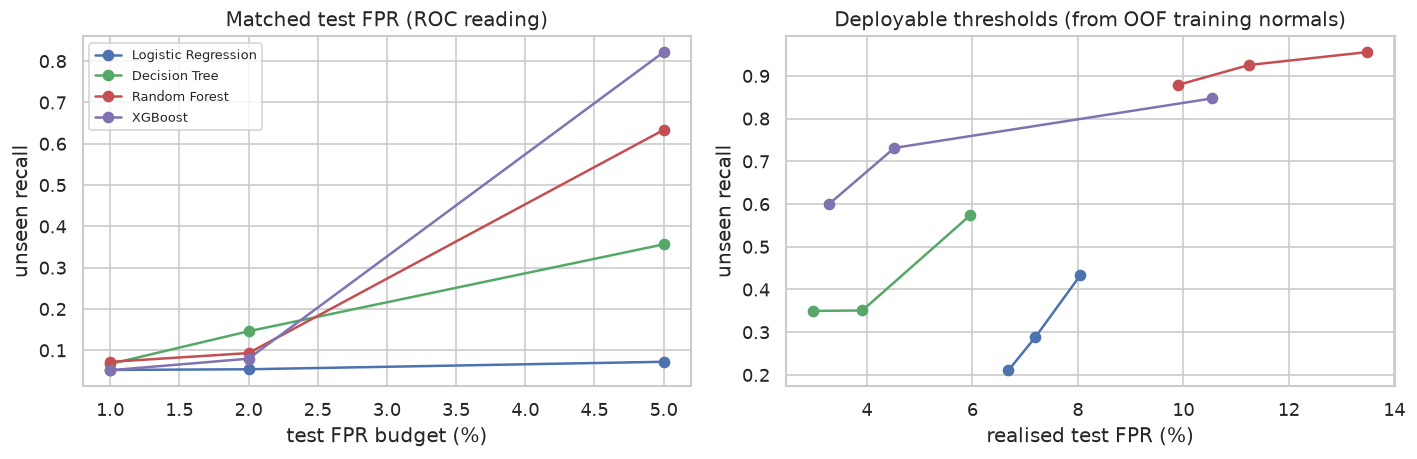 Matched test FPR (ROC reading)
Logistic Regression
Decision Tree
Random Forest
XGBoost
unseen recall
0.8
0.7
0.6
0.5
0.4
0.3
0.2
0.1
1.0 1.5 2.0 2.5 3.0 3.5 4.0 4.5 5.0
test FPR budget (%)
Deployable thresholds (from OOF training normals)
unseen recall
0.9
0.8
0.7
0.6
0.5
0.4
0.3
0.2
4 6 8 10 12 14
realised test FPR (%)